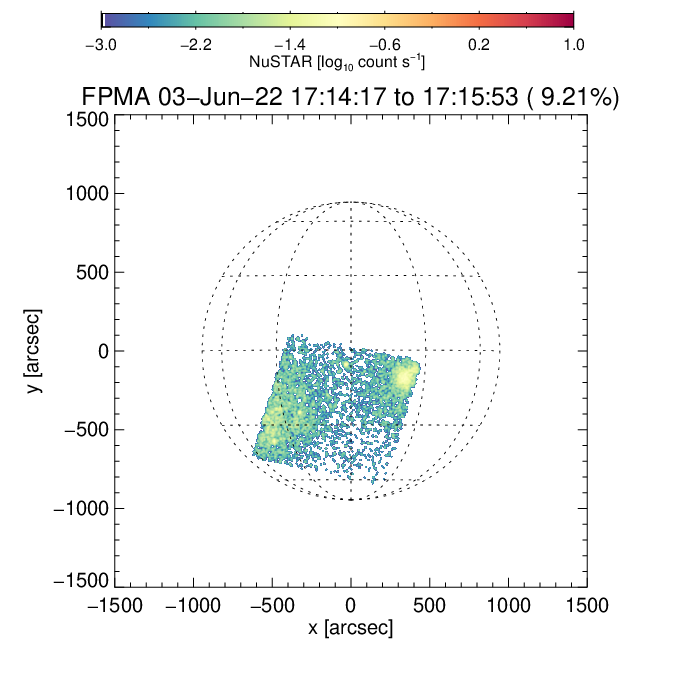 −3.0 −2.2 −1.4 −0.6 0.2 1.0
NuSTAR [log₁₀ count s⁻¹]
FPMA 03−Jun−22 17:14:17 to 17:15:53 ( 9.21%)
1500
1000
500
0
−500
−1000
−1500
y [arcsec]
−1500 −1000 −500 0 500 1000 1500
x [arcsec]